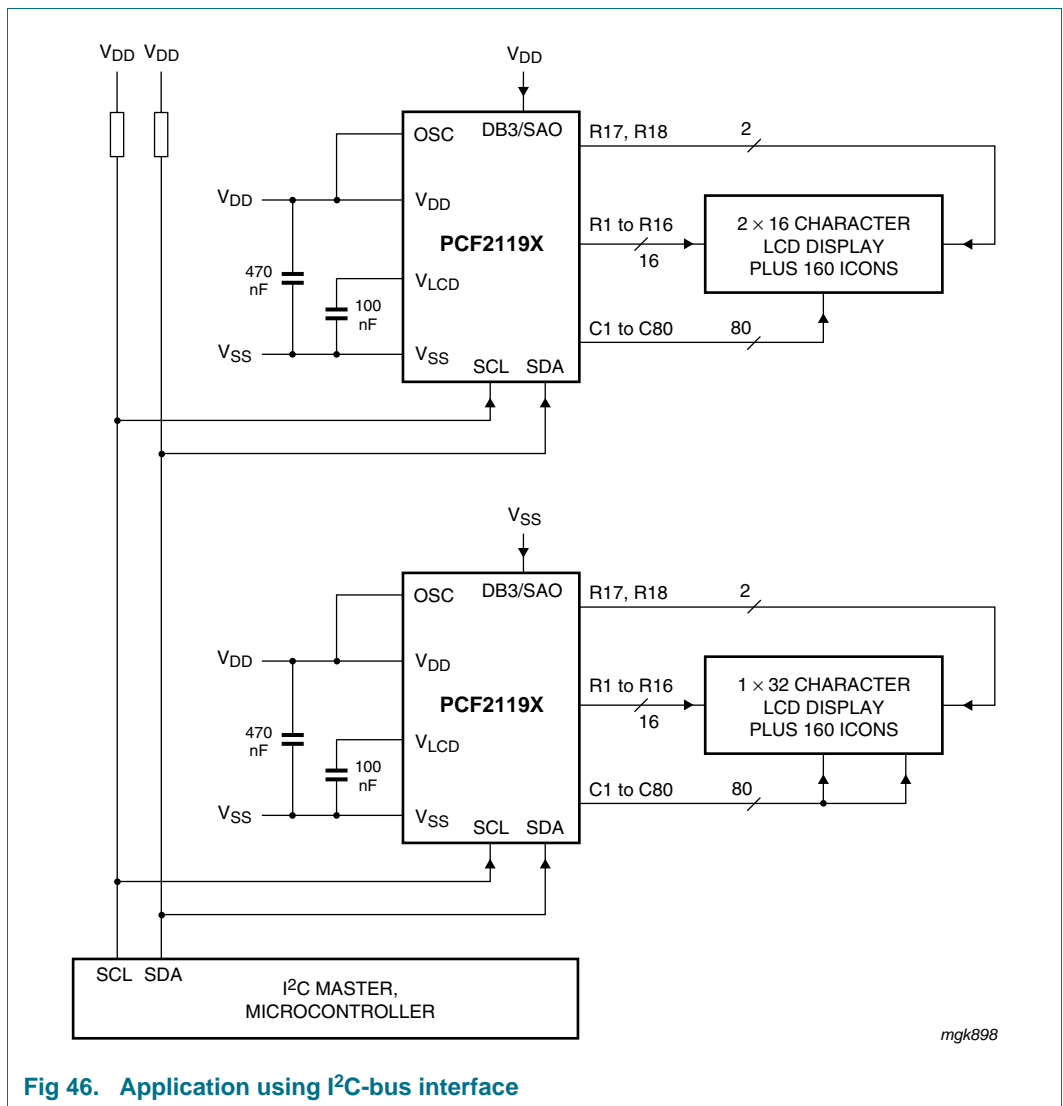 VDD VDD
VDD
OSC
DB3/SAO
R17, R18
2
VDD
VDD
PCF2119X
R1 to R16
16
2 × 16 CHARACTER
LCD DISPLAY
PLUS 160 ICONS
470
nF
VLCD
100
nF
C1 to C80
80
VSS
VSS
SCL SDA
VSS
OSC
DB3/SAO
R17, R18
2
VDD
VDD
PCF2119X
R1 to R16
16
1 × 32 CHARACTER
LCD DISPLAY
PLUS 160 ICONS
470
nF
VLCD
100
nF
C1 to C80
80
VSS
VSS
SCL SDA
SCL SDA
I²C MASTER,
MICROCONTROLLER
mgk898
Fig 46. Application using I²C-bus interface